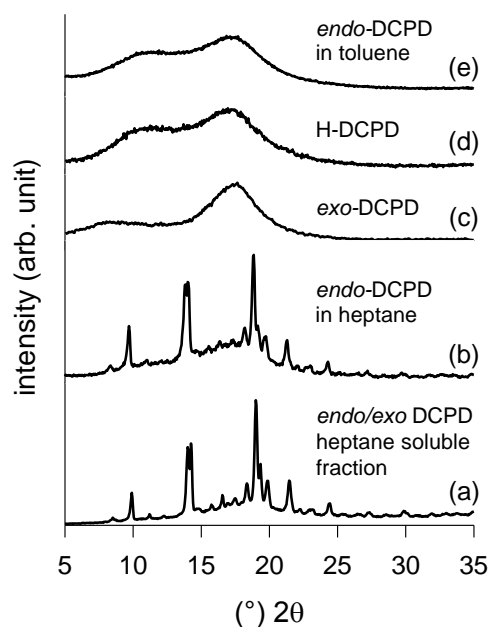 endo-DCPD
in toluene
(e)
H-DCPD
(d)
exo-DCPD
(c)
endo-DCPD
in heptane
(b)
endo/exo DCPD
heptane soluble
fraction
(a)
intensity (arb. unit)
5 10 15 20 25 30 35
(°) 2θ